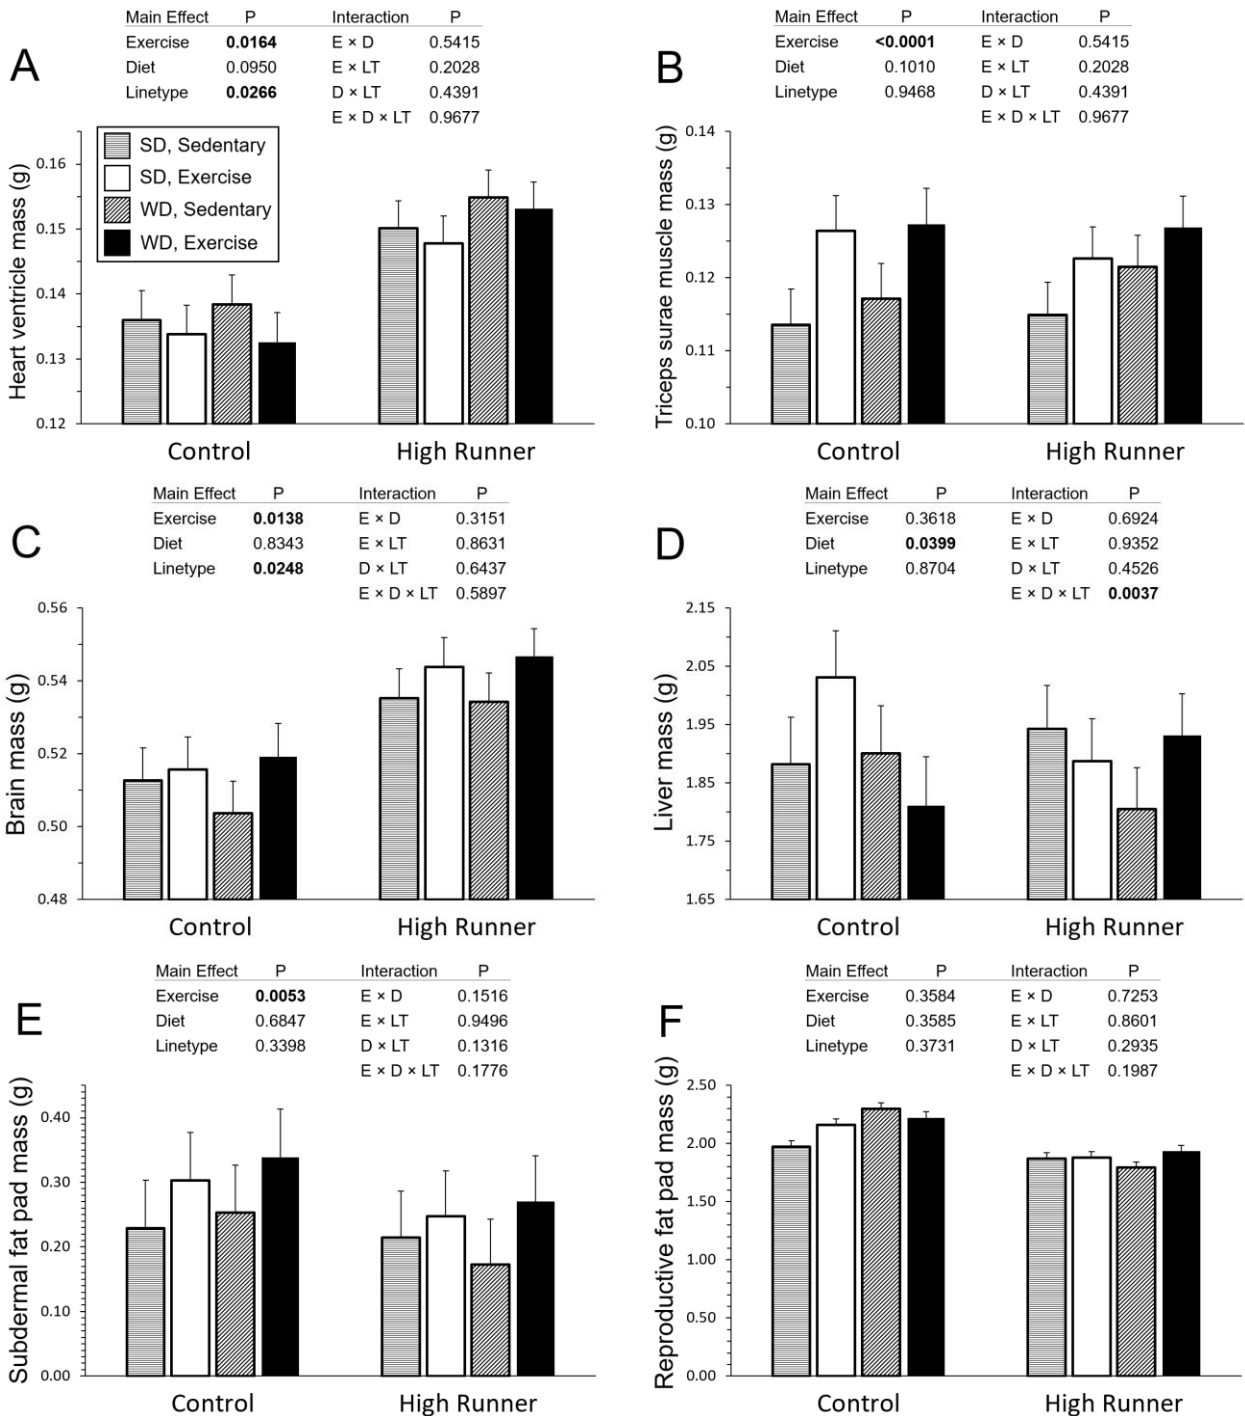 Main Effect P Interaction P
Exercise 0.0164 E × D 0.5415
Diet 0.0950 E × LT 0.2028
Linetype 0.0266 D × LT 0.4391
E × D × LT 0.9677
A
SD, Sedentary
SD, Exercise
WD, Sedentary
WD, Exercise
Heart ventricle mass (g)
0.16
0.15
0.14
0.13
0.12
Control High Runner
Main Effect P Interaction P
Exercise <0.0001 E × D 0.5415
Diet 0.1010 E × LT 0.2028
Linetype 0.9468 D × LT 0.4391
E × D × LT 0.9677
B
Triceps surae muscle mass (g)
0.14
0.13
0.12
0.11
0.10
Control High Runner
Main Effect P Interaction P
Exercise 0.0138 E × D 0.3151
Diet 0.8343 E × LT 0.8631
Linetype 0.0248 D × LT 0.6437
E × D × LT 0.5897
C
Brain mass (g)
0.56
0.54
0.52
0.50
0.48
Control High Runner
Main Effect P Interaction P
Exercise 0.3618 E × D 0.6924
Diet 0.0399 E × LT 0.9352
Linetype 0.8704 D × LT 0.4526
E × D × LT 0.0037
D
Liver mass (g)
2.15
2.05
1.95
1.85
1.75
1.65
Control High Runner
Main Effect P Interaction P
Exercise 0.0053 E × D 0.1516
Diet 0.6847 E × LT 0.9496
Linetype 0.3398 D × LT 0.1316
E × D × LT 0.1776
E
Subdermal fat pad mass (g)
0.40
0.30
0.20
0.10
0.00
Control High Runner
Main Effect P Interaction P
Exercise 0.3584 E × D 0.7253
Diet 0.3585 E × LT 0.8601
Linetype 0.3731 D × LT 0.2935
E × D × LT 0.1987
F
Reproductive fat pad mass (g)
2.50
2.00
1.50
1.00
0.50
0.00
Control High Runner